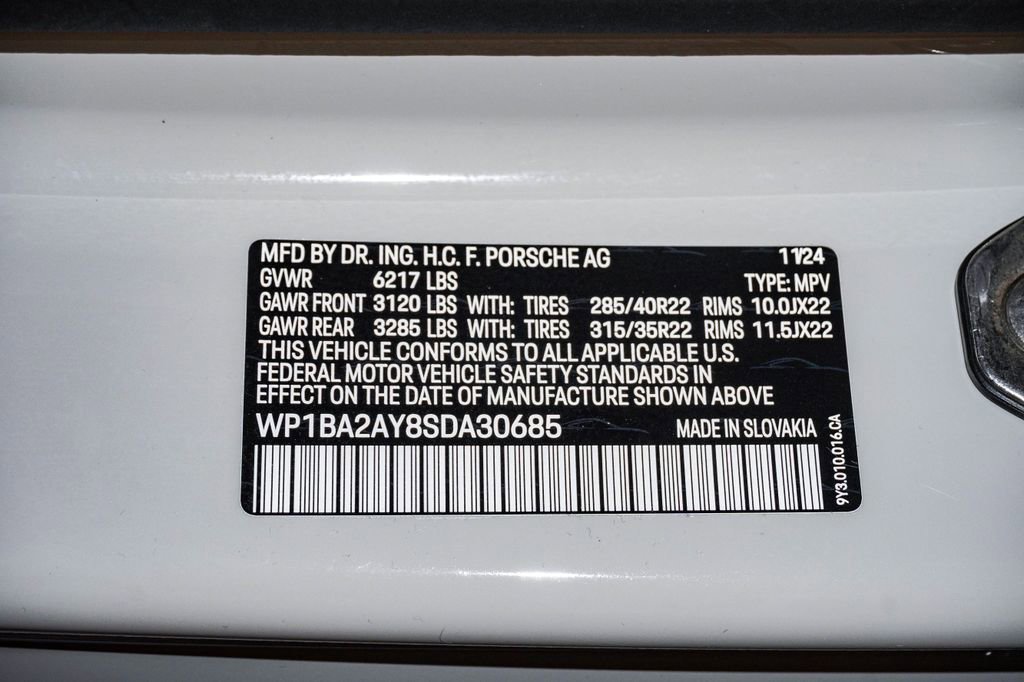 MFD BY DR. ING. H.C. F. PORSCHE AG 11/24
GVWR 6217 LBS TYPE: MPV
GAWR FRONT 3120 LBS WITH: TIRES 285/40R22 RIMS 10.0JX22
GAWR REAR 3285 LBS WITH: TIRES 315/35R22 RIMS 11.5JX22
THIS VEHICLE CONFORMS TO ALL APPLICABLE U.S.
FEDERAL MOTOR VEHICLE SAFETY STANDARDS IN
EFFECT ON THE DATE OF MANUFACTURE SHOWN ABOVE
WP1BA2AY8SDA30685 MADE IN SLOVAKIA
9Y3.010.016.CA